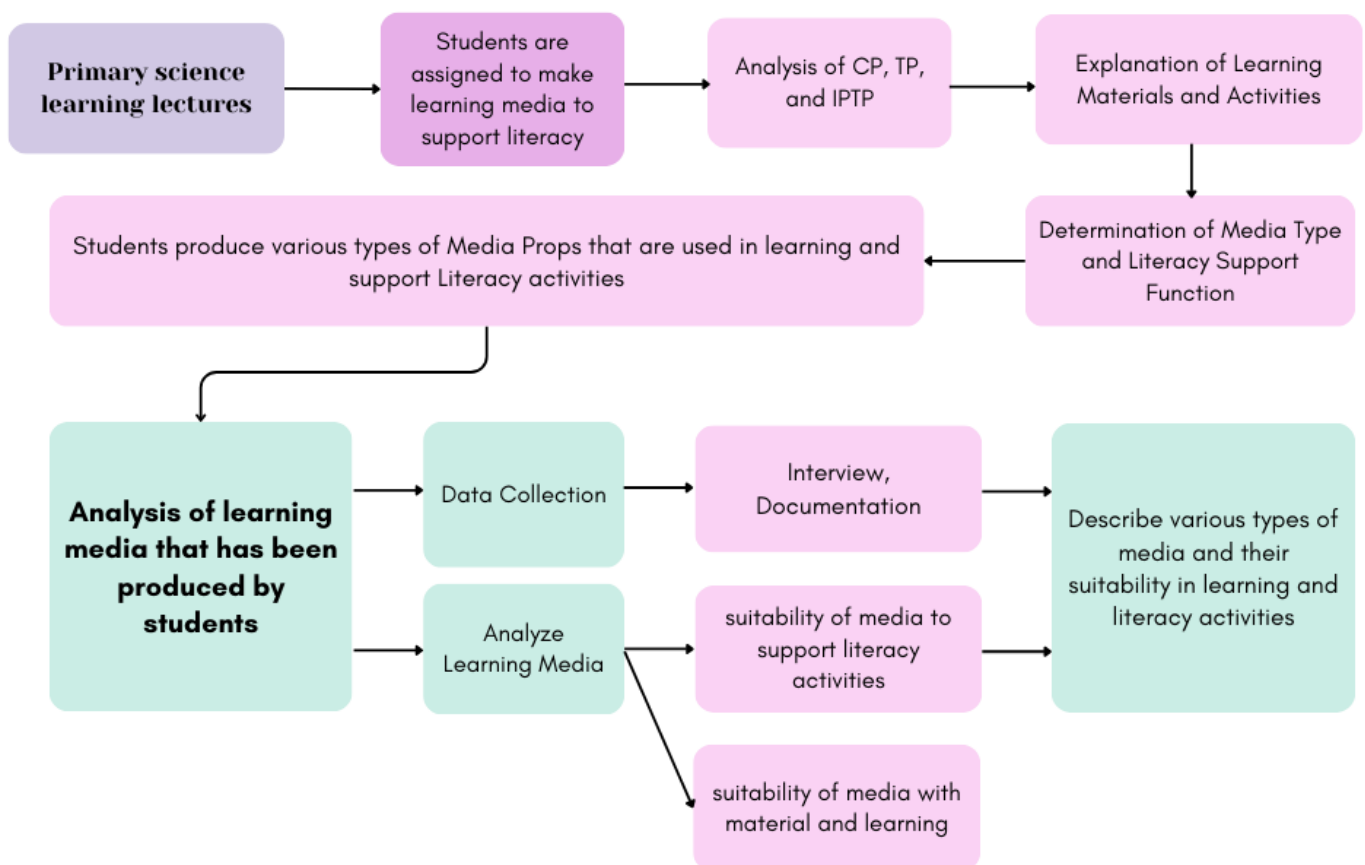 Primary science
learning lectures
Students are
assigned to make
learning media to
support literacy
Analysis of CP, TP,
and IPTP
Explanation of Learning
Materials and Activities
Determination of Media Type
and Literacy Support
Function
Students produce various types of Media Props that are used in learning and
support Literacy activities
Analysis of learning
media that has been
produced by
students
Data Collection
Interview,
Documentation
Analyze
Learning Media
suitability of media to
support literacy
activities
suitability of media with
material and learning
Describe various types of
media and their
suitability in learning and
literacy activities